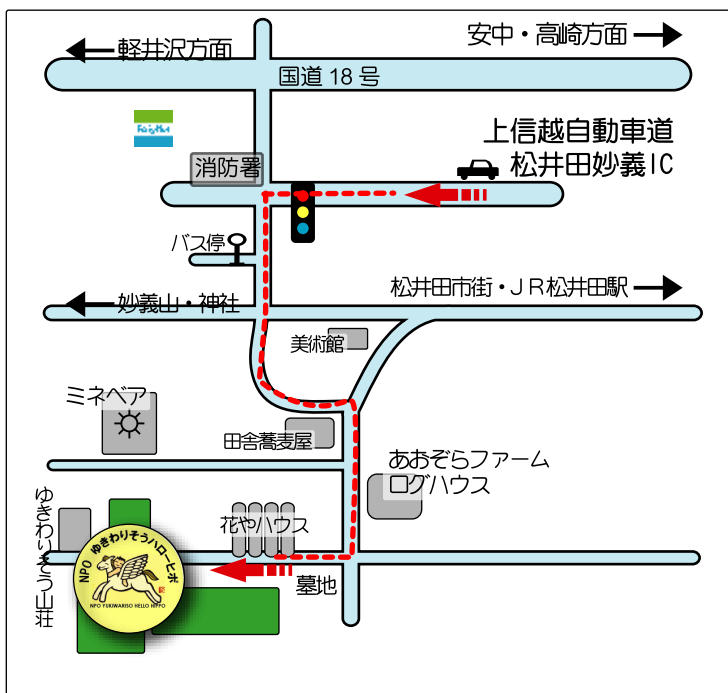 軽井沢方面
安中・高崎方面
国道 18 号
FamilyMart
上信越自動車道
松井田妙義IC
消防署
バス停
妙義山・神社
松井田市街・JR松井田駅
美術館
ミネベア
田舎蕎麦屋
あおぞらファーム
ログハウス
ゆきわりそう山荘
花やハウス
墓地
NPO ゆきわりそうハローヒポ
NPO YUKIWARISO HELLO HIPPO